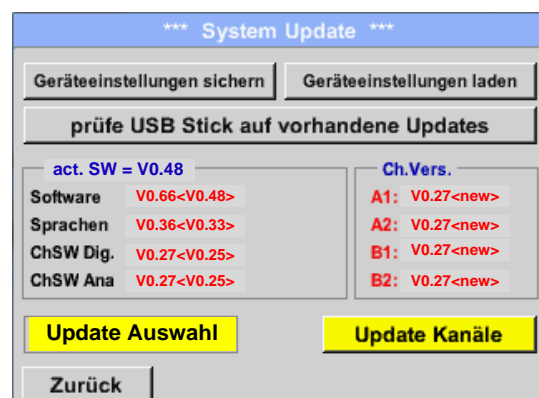 *** System Update ***
Geräteeinstellungen sichern Geräteeinstellungen laden
prüfe USB Stick auf vorhandene Updates
act. SW = V0.48 Ch.Vers.
Software V0.66<V0.48> A1: V0.27<new>
Sprachen V0.36<V0.33> A2: V0.27<new>
ChSW Dig. V0.27<V0.25> B1: V0.27<new>
ChSW Ana V0.27<V0.25> B2: V0.27<new>
Update Auswahl Update Kanäle
Zurück